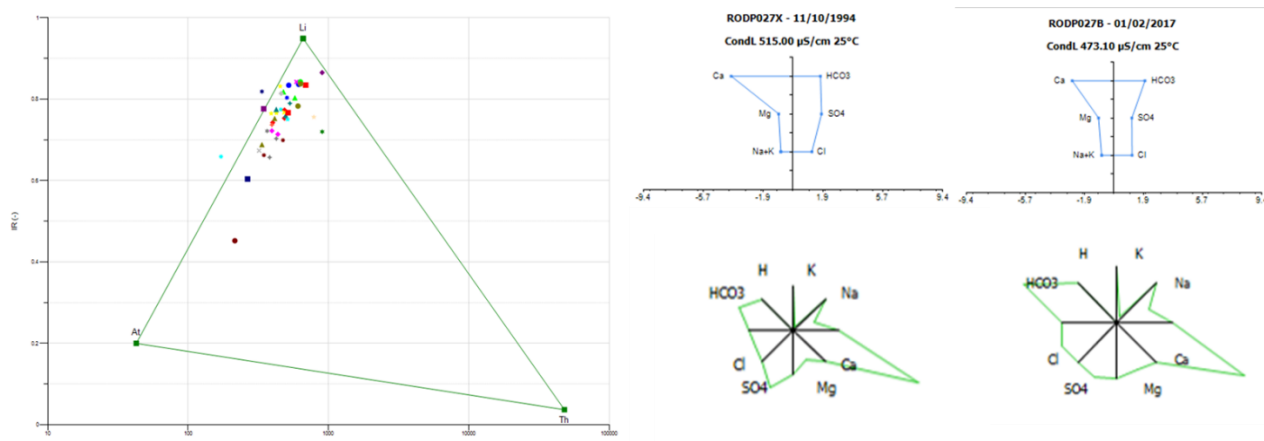 1
0.8
0.6
0.4
0.2
0
IR (-)
Li
At
Th
10
100
1000
10000
100000
RODP027X - 11/10/1994
CondL 515.00 µS/cm 25°C
Ca
HCO3
Mg
SO4
Na+K
Cl
-9.4
-5.7
-1.9
1.9
5.7
9.4
RODP027B - 01/02/2017
CondL 473.10 µS/cm 25°C
Ca
HCO3
Mg
SO4
Na+K
Cl
-9.4
-5.7
-1.9
1.9
5.7
9.4
H
K
HCO3
Na
Cl
Ca
SO4
Mg
H
K
HCO3
Na
Cl
Ca
SO4
Mg